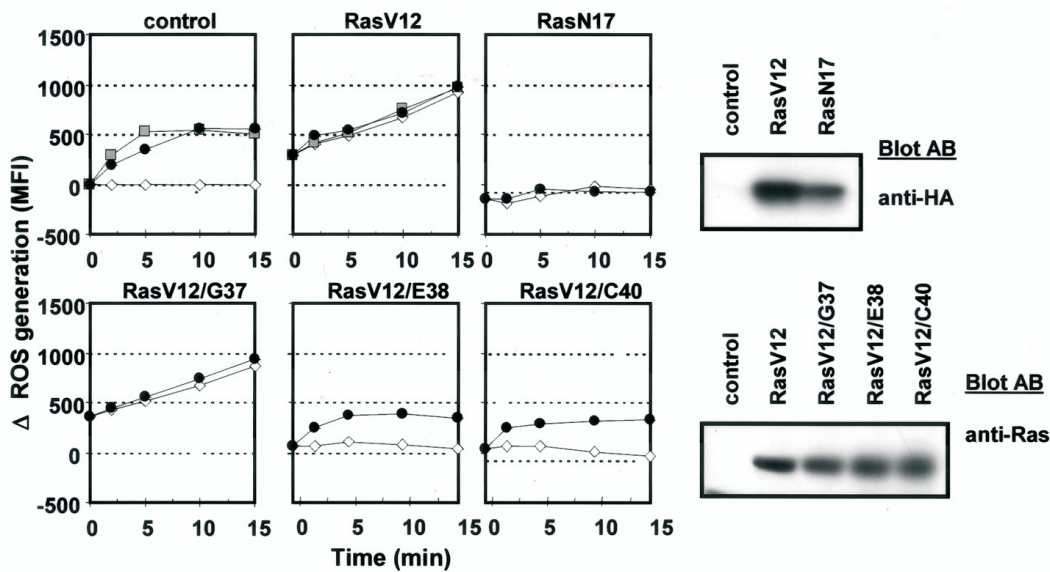 control RasV12 RasN17
1500
1000
500
0
-500
0 5 10 15 0 5 10 15 0 5 10 15
RasV12/G37 RasV12/E38 RasV12/C40
1500
1000
500
0
-500
0 5 10 15 0 5 10 15 0 5 10 15
Time (min)
Δ ROS generation (MFI)
control
RasV12
RasN17
Blot AB
anti-HA
control
RasV12
RasV12/G37
RasV12/E38
RasV12/C40
Blot AB
anti-Ras